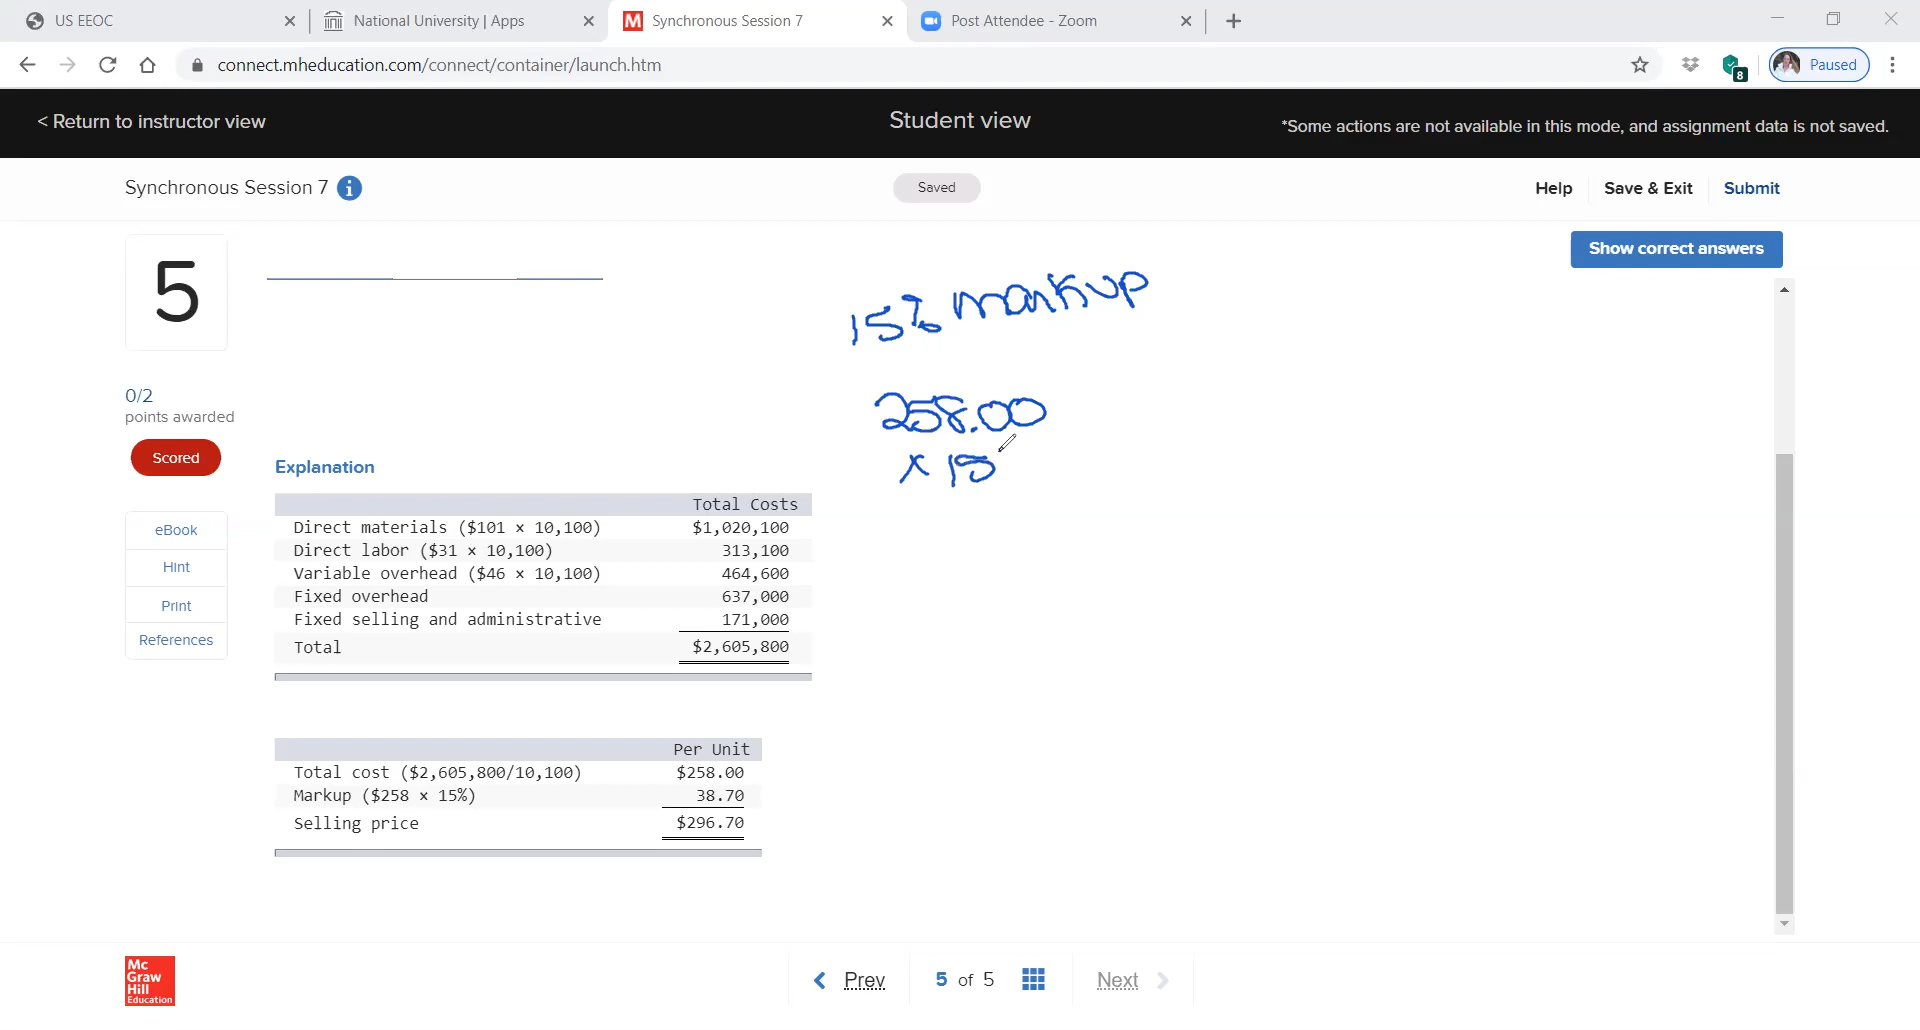 US EEOC
National University | Apps
Synchronous Session 7
Post Attendee - Zoom
connect.mheducation.com/connect/container/launch.htm
8
Paused
< Return to instructor view
Student view
*Some actions are not available in this mode, and assignment data is not saved.
Synchronous Session 7
Saved
Help
Save & Exit
Submit
5
Show correct answers
15% markup
0/2
points awarded
258.00
Scored
x 15
Explanation
Total Costs
Direct materials ($101 × 10,100) $1,020,100
eBook
Direct labor ($31 × 10,100) 313,100
Hint
Variable overhead ($46 × 10,100) 464,600
Fixed overhead 637,000
Print
Fixed selling and administrative 171,000
References
Total $2,605,800
Per Unit
Total cost ($2,605,800/10,100) $258.00
Markup ($258 × 15%) 38.70
Selling price $296.70
Mc
Graw
Hill
Education
Prev
5 of 5
Next